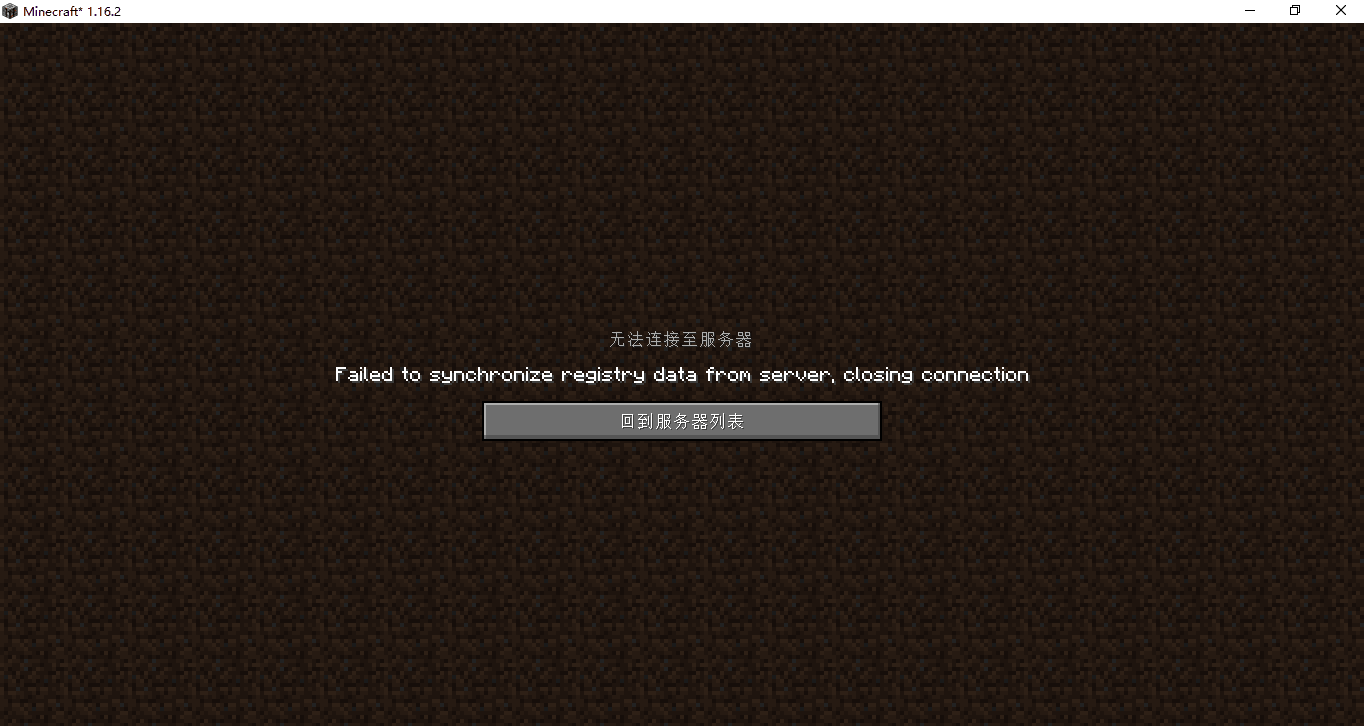 Minecraft* 1.16.2
无法连接至服务器
Failed to synchronize registry data from server, closing connection
回到服务器列表